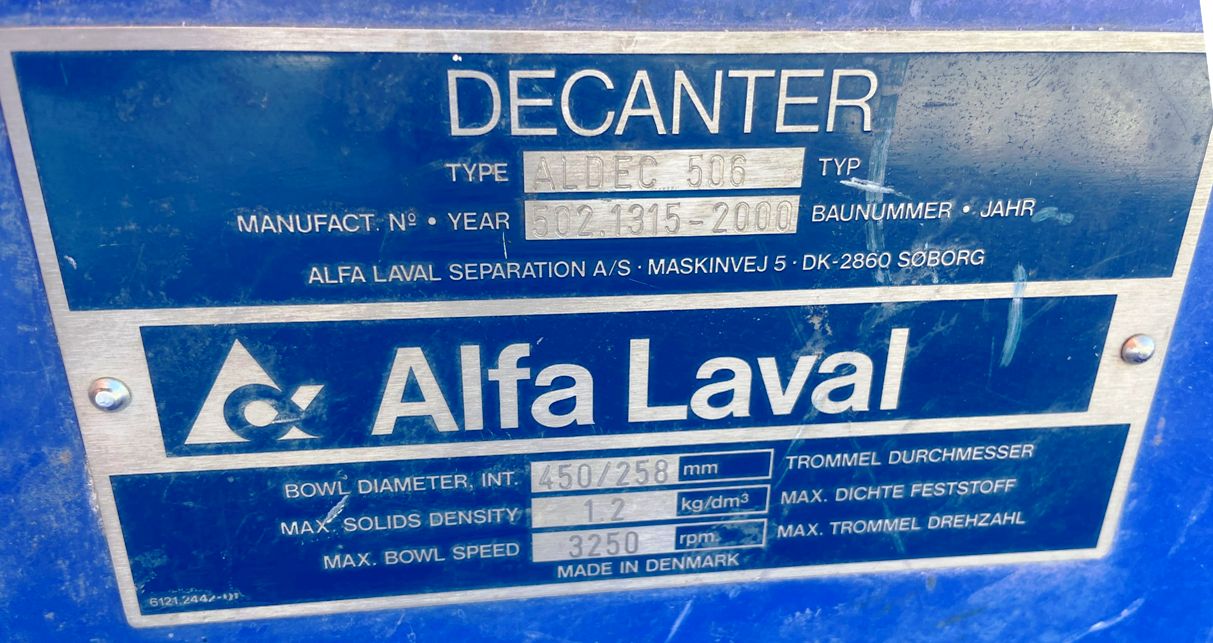 DECANTER
TYPE ALDEC 506 TYP
MANUFACT. Nº • YEAR 502.1315-2000 BAUNUMMER • JAHR
ALFA LAVAL SEPARATION A/S · MASKINVEJ 5 · DK-2860 SØBORG
Alfa Laval
BOWL DIAMETER, INT. 450/258 mm TROMMEL DURCHMESSER
MAX. SOLIDS DENSITY 1.2 kg/dm³ MAX. DICHTE FESTSTOFF
MAX. BOWL SPEED 3250 rpm. MAX. TROMMEL DREHZAHL
MADE IN DENMARK